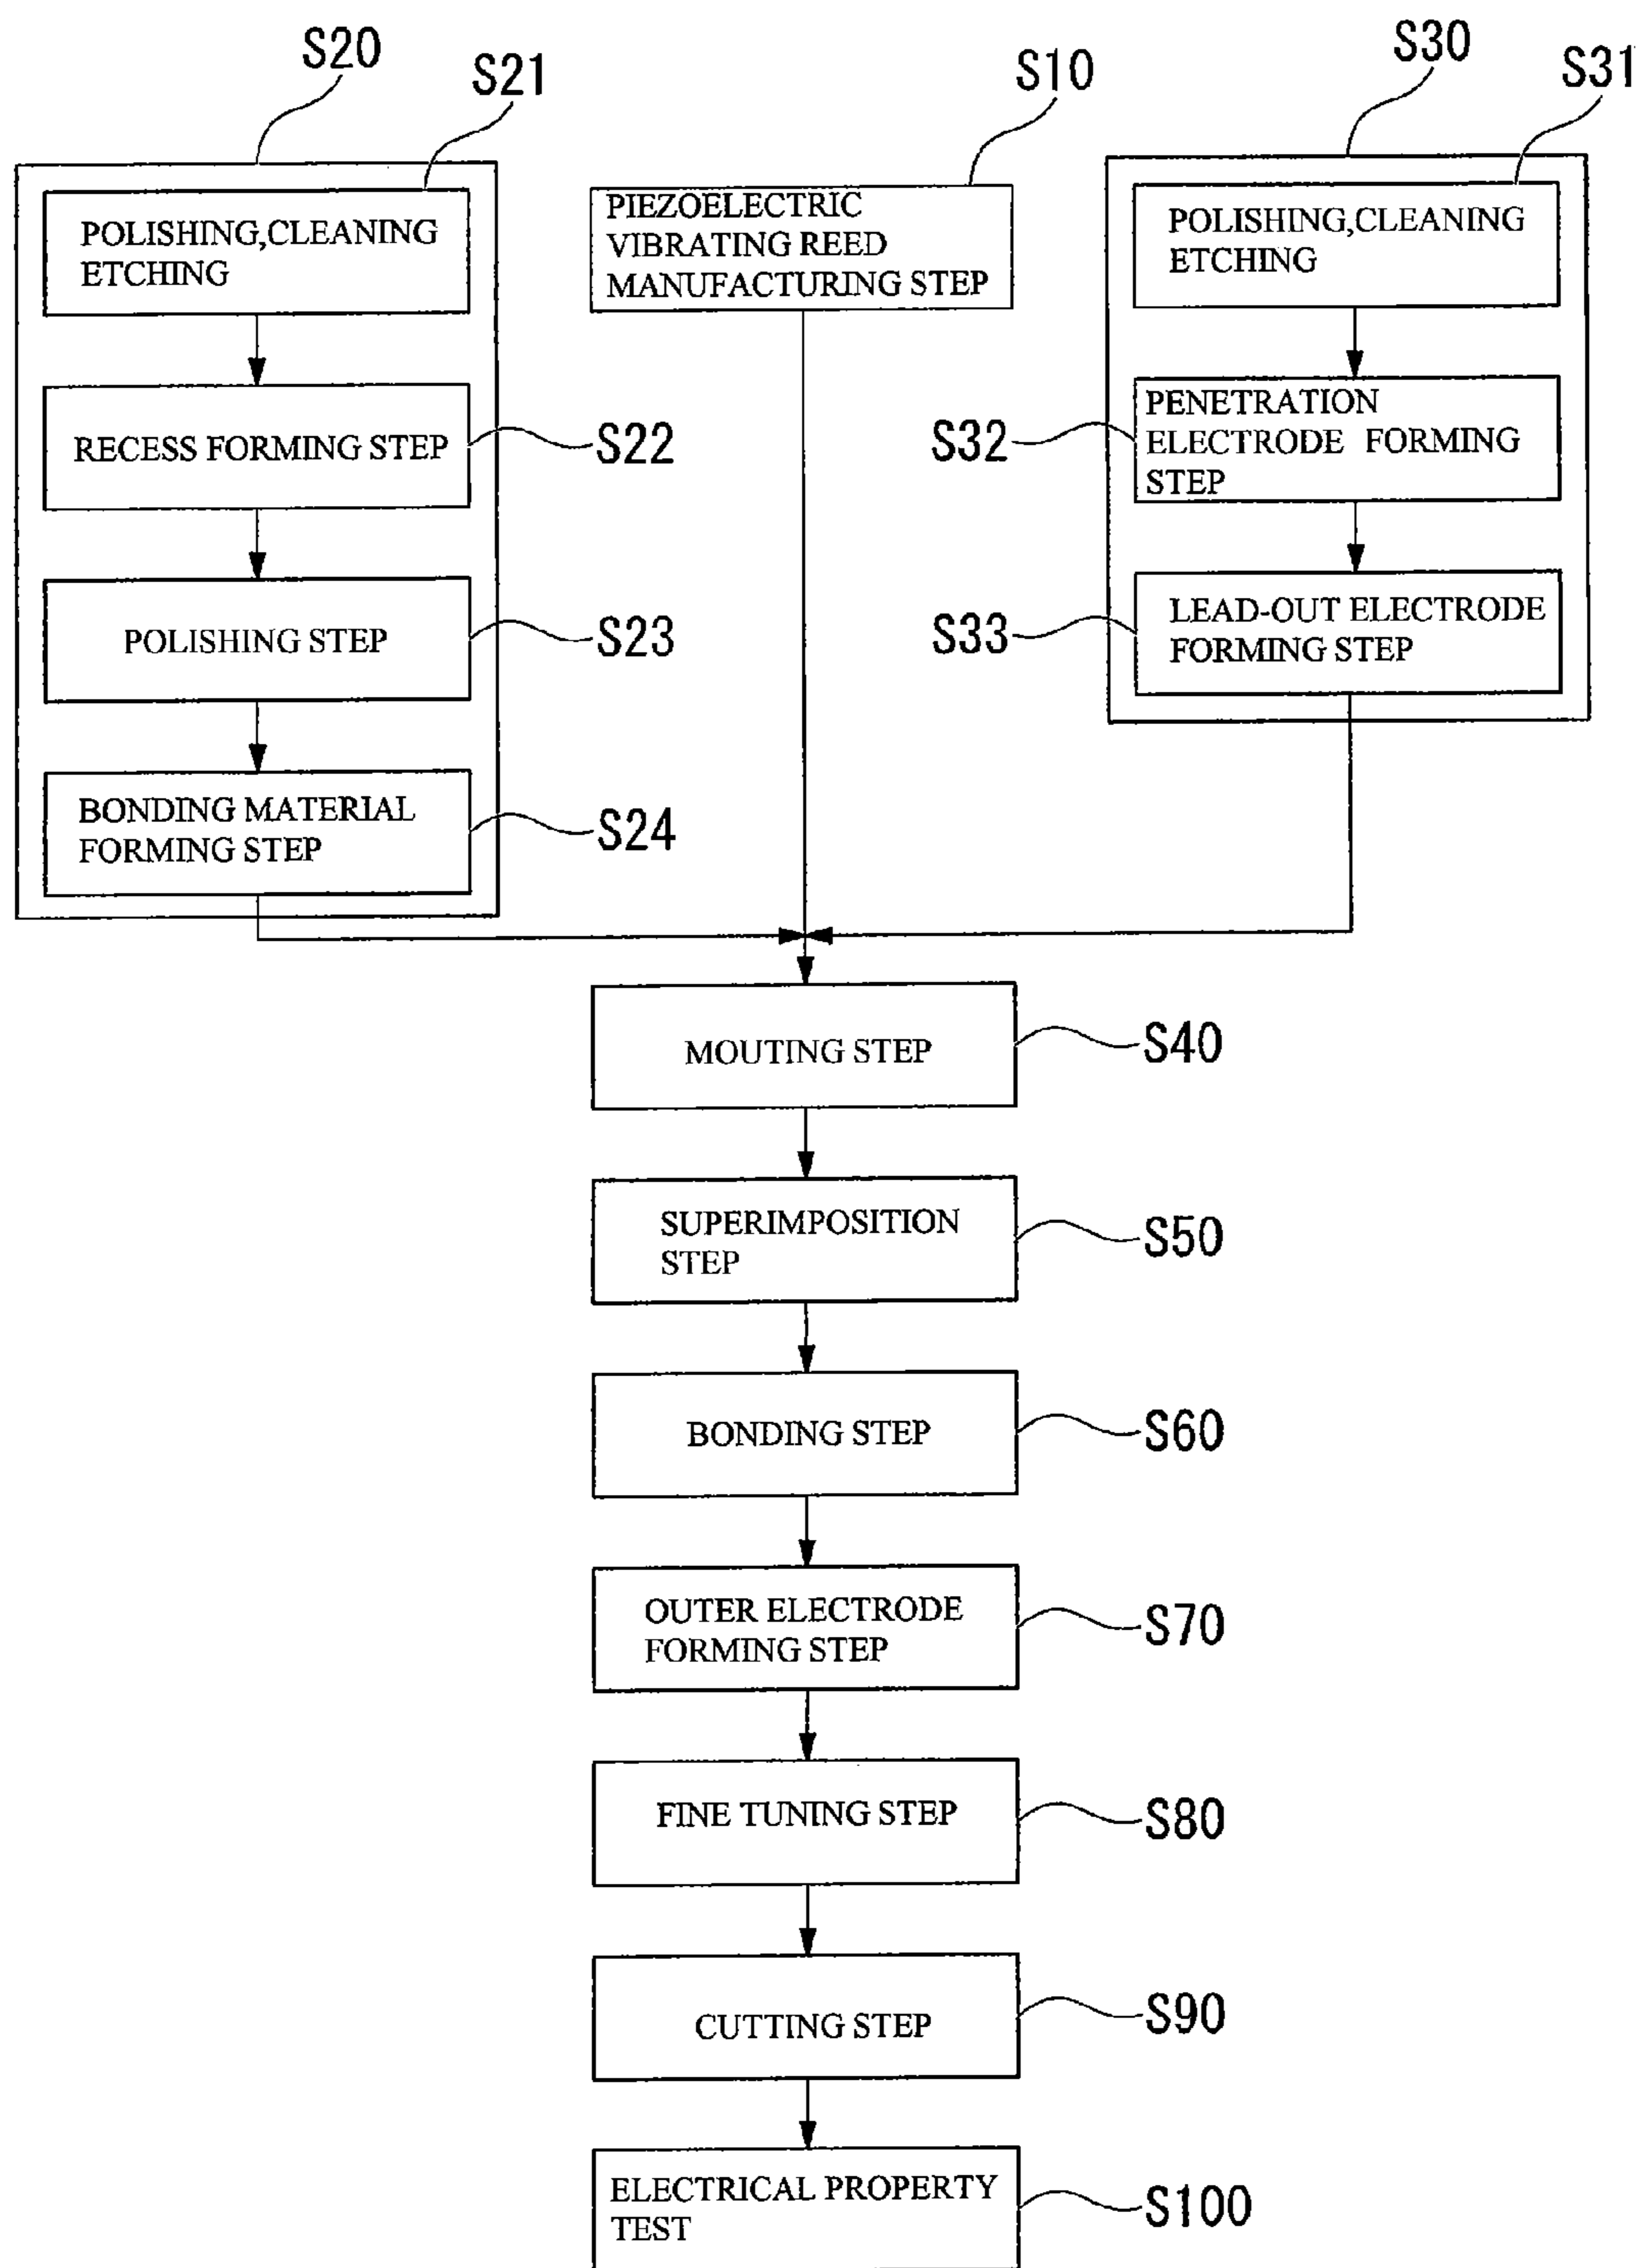 S20
S21
POLISHING,CLEANING
ETCHING
RECESS FORMING STEP
S22
POLISHING STEP
S23
BONDING MATERIAL
FORMING STEP
S24
S10
PIEZOELECTRIC
VIBRATING REED
MANUFACTURING STEP
S30
S31
POLISHING,CLEANING
ETCHING
S32
PENETRATION
ELECTRODE FORMING
STEP
S33
LEAD-OUT ELECTRODE
FORMING STEP
MOUTING STEP
S40
SUPERIMPOSITION
STEP
S50
BONDING STEP
S60
OUTER ELECTRODE
FORMING STEP
S70
FINE TUNING STEP
S80
CUTTING STEP
S90
ELECTRICAL PROPERTY
TEST
S100